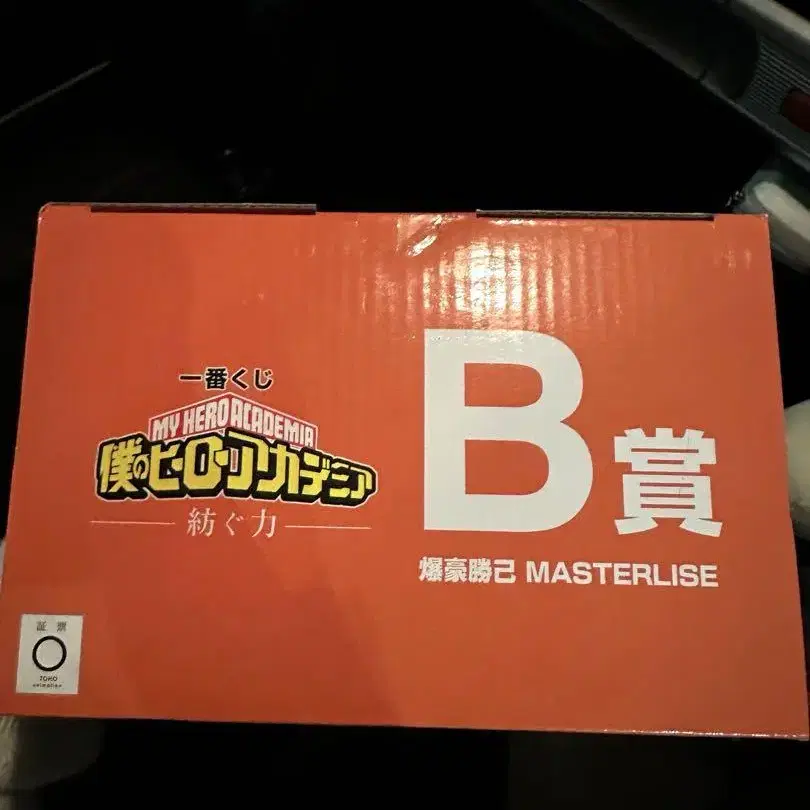 一番くじ
MY HERO ACADEMIA
僕のヒーローアカデミア
紡ぐ力
B賞
爆豪勝己 MASTERLISE
証票
TOHO
animation